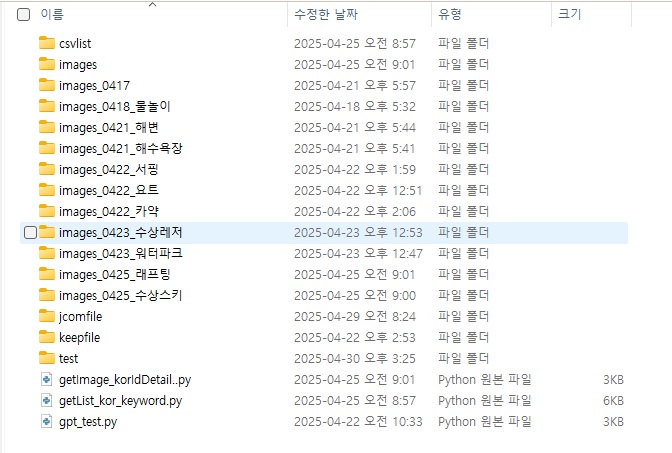 이름 수정한 날짜 유형 크기
csvlist 2025-04-25 오전 8:57 파일 폴더
images 2025-04-25 오전 9:01 파일 폴더
images_0417 2025-04-21 오후 5:57 파일 폴더
images_0418_물놀이 2025-04-18 오후 5:32 파일 폴더
images_0421_해변 2025-04-21 오후 5:44 파일 폴더
images_0421_해수욕장 2025-04-21 오후 5:41 파일 폴더
images_0422_서핑 2025-04-22 오후 1:59 파일 폴더
images_0422_요트 2025-04-22 오후 12:51 파일 폴더
images_0422_카약 2025-04-22 오후 2:06 파일 폴더
images_0423_수상레저 2025-04-23 오후 12:53 파일 폴더
images_0423_워터파크 2025-04-23 오후 12:47 파일 폴더
images_0425_래프팅 2025-04-25 오전 9:01 파일 폴더
images_0425_수상스키 2025-04-25 오전 9:00 파일 폴더
jcomfile 2025-04-29 오전 8:24 파일 폴더
keepfile 2025-04-22 오후 2:53 파일 폴더
test 2025-04-30 오후 3:25 파일 폴더
getImage_korIdDetail..py 2025-04-25 오전 9:01 Python 원본 파일 3KB
getList_kor_keyword.py 2025-04-25 오전 8:57 Python 원본 파일 6KB
gpt_test.py 2025-04-22 오전 10:33 Python 원본 파일 3KB